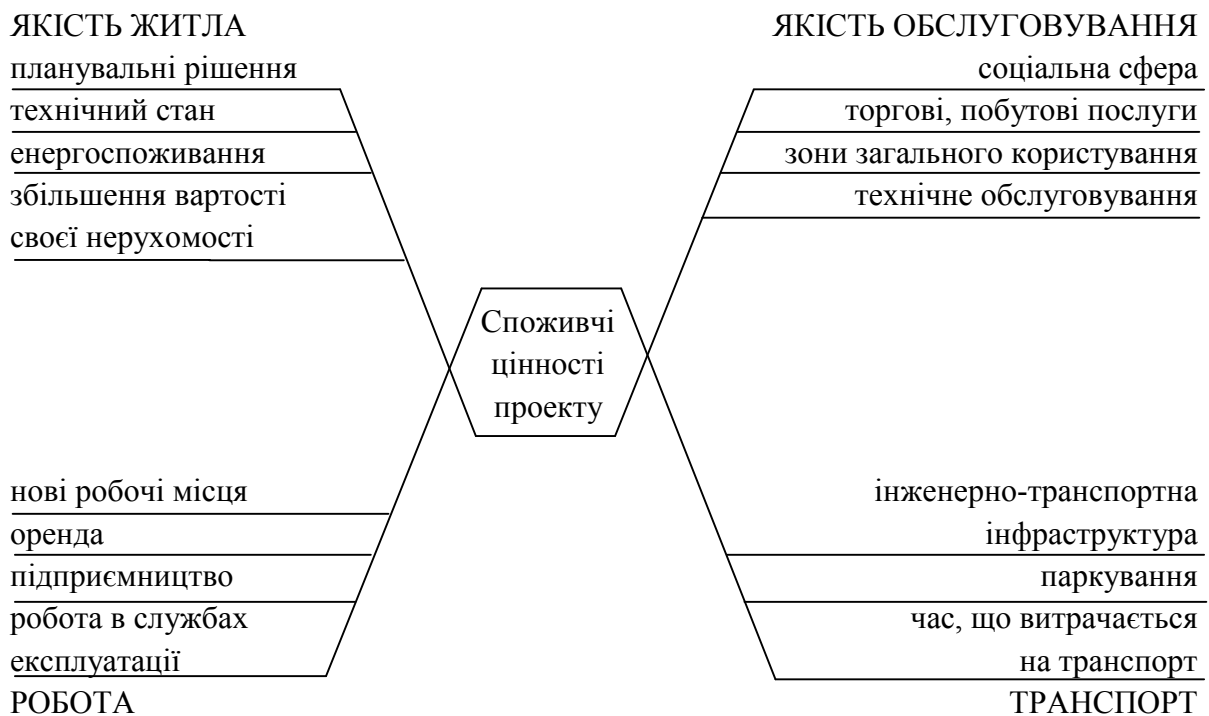 ЯКІСТЬ ЖИТЛА
планувальні рішення
технічний стан
енергоспоживання
збільшення вартості
своєї нерухомості
ЯКІСТЬ ОБСЛУГОВУВАННЯ
соціальна сфера
торгові, побутові послуги
зони загального користування
технічне обслуговування
Споживчі
цінності
проекту
нові робочі місця
оренда
підприємництво
робота в службах
експлуатації
РОБОТА
інженерно-транспортна
інфраструктура
паркування
час, що витрачається
на транспорт
ТРАНСПОРТ